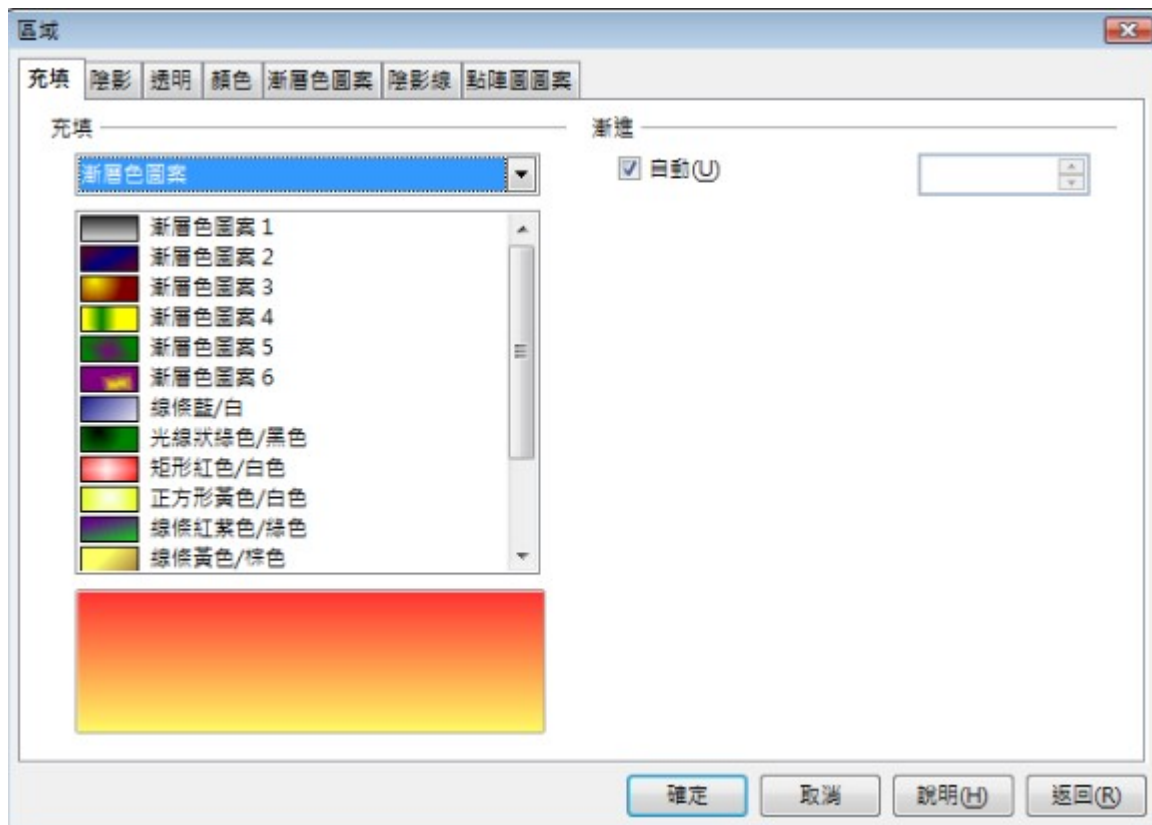 區域
充填 陰影 透明 顏色 漸層色圖案 陰影線 點陣圖圖案
充填
漸層色圖案
漸層色圖案 1
漸層色圖案 2
漸層色圖案 3
漸層色圖案 4
漸層色圖案 5
漸層色圖案 6
線條藍/白
光線狀綠色/黑色
矩形紅色/白色
正方形黃色/白色
線條紅紫色/綠色
線條黃色/棕色
漸進
自動(U)
確定 取消 說明(H) 返回(R)